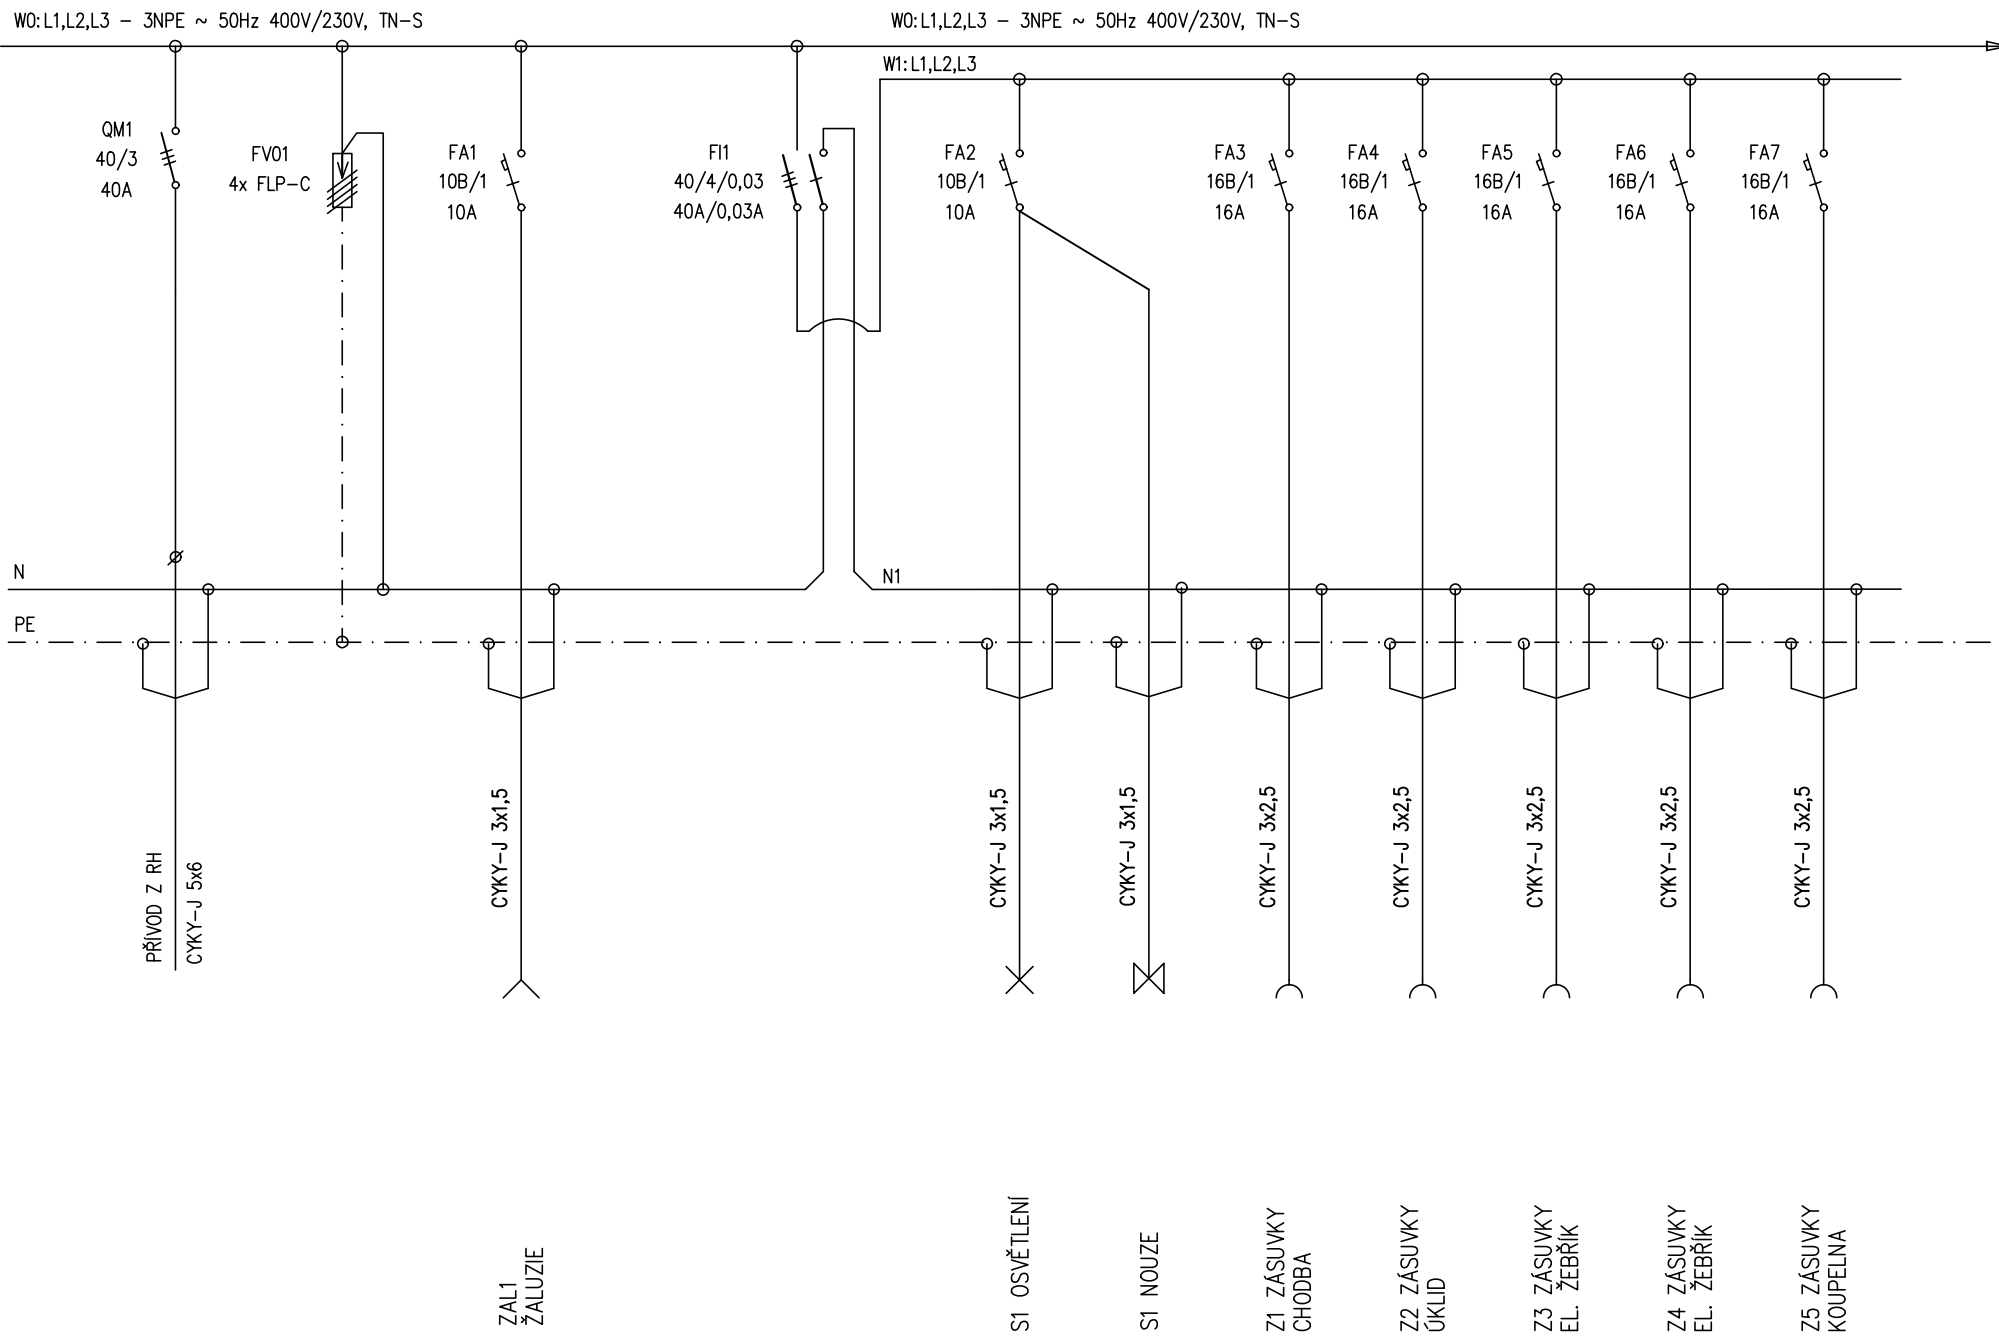 W0:L1,L2,L3 – 3NPE ~ 50Hz 400V/230V, TN-S
W0:L1,L2,L3 – 3NPE ~ 50Hz 400V/230V, TN-S
W1:L1,L2,L3
QM1
40/3
40A
FV01
4x FLP-C
FA1
10B/1
10A
FI1
40/4/0,03
40A/0,03A
FA2
10B/1
10A
FA3
16B/1
16A
FA4
16B/1
16A
FA5
16B/1
16A
FA6
16B/1
16A
FA7
16B/1
16A
N
N1
PE
PŘÍVOD Z RH
CYKY-J 5x6
CYKY-J 3x1,5
CYKY-J 3x1,5
CYKY-J 3x1,5
CYKY-J 3x2,5
CYKY-J 3x2,5
CYKY-J 3x2,5
CYKY-J 3x2,5
CYKY-J 3x2,5
ZAL1
ŽALUZIE
S1 OSVĚTLENÍ
S1 NOUZE
Z1 ZÁSUVKY
CHODBA
Z2 ZÁSUVKY
ÚKLID
Z3 ZÁSUVKY
EL. ŽEBŘÍK
Z4 ZÁSUVKY
EL. ŽEBŘÍK
Z5 ZÁSUVKY
KOUPELNA